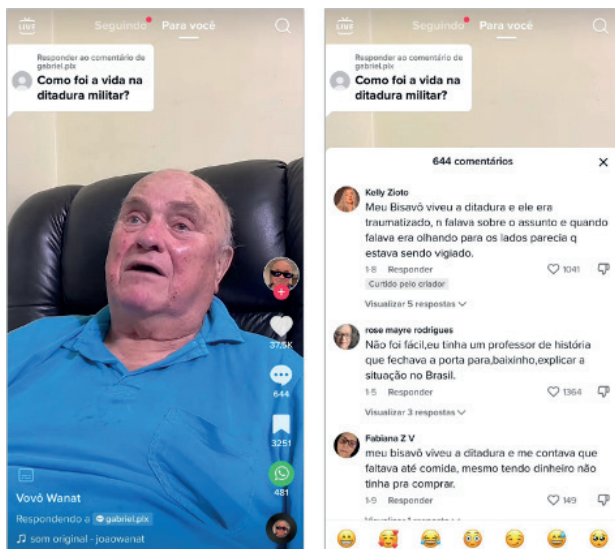 LIVE
Seguindo
Para você
Responder ao comentário de
gabriel.plx
Como foi a vida na
ditadura militar?
37,5K
644
3251
481
Vovô Wanat
Respondendo a gabriel.plx
som original - joaowanat
LIVE
Seguindo
Para você
Responder ao comentário de
gabriel.plx
Como foi a vida na
ditadura militar?
644 comentários
Kelly Zioto
Meu Bisavô viveu a ditadura e ele era
traumatizado, n falava sobre o assunto e quando
falava era olhando para os lados parecia q
estava sendo vigiado.
1-8 Responder 1041
Curtido pelo criador
Visualizar 5 respostas
rose mayre rodrigues
Não foi fácil,eu tinha um professor de história
que fechava a porta para,baixinho,explicar a
situação no Brasil.
1-5 Responder 1364
Visualizar 3 respostas
Fabiana Z V
meu bisavô viveu a ditadura e me contava que
faltava até comida, mesmo tendo dinheiro não
tinha pra comprar.
1-9 Responder 149